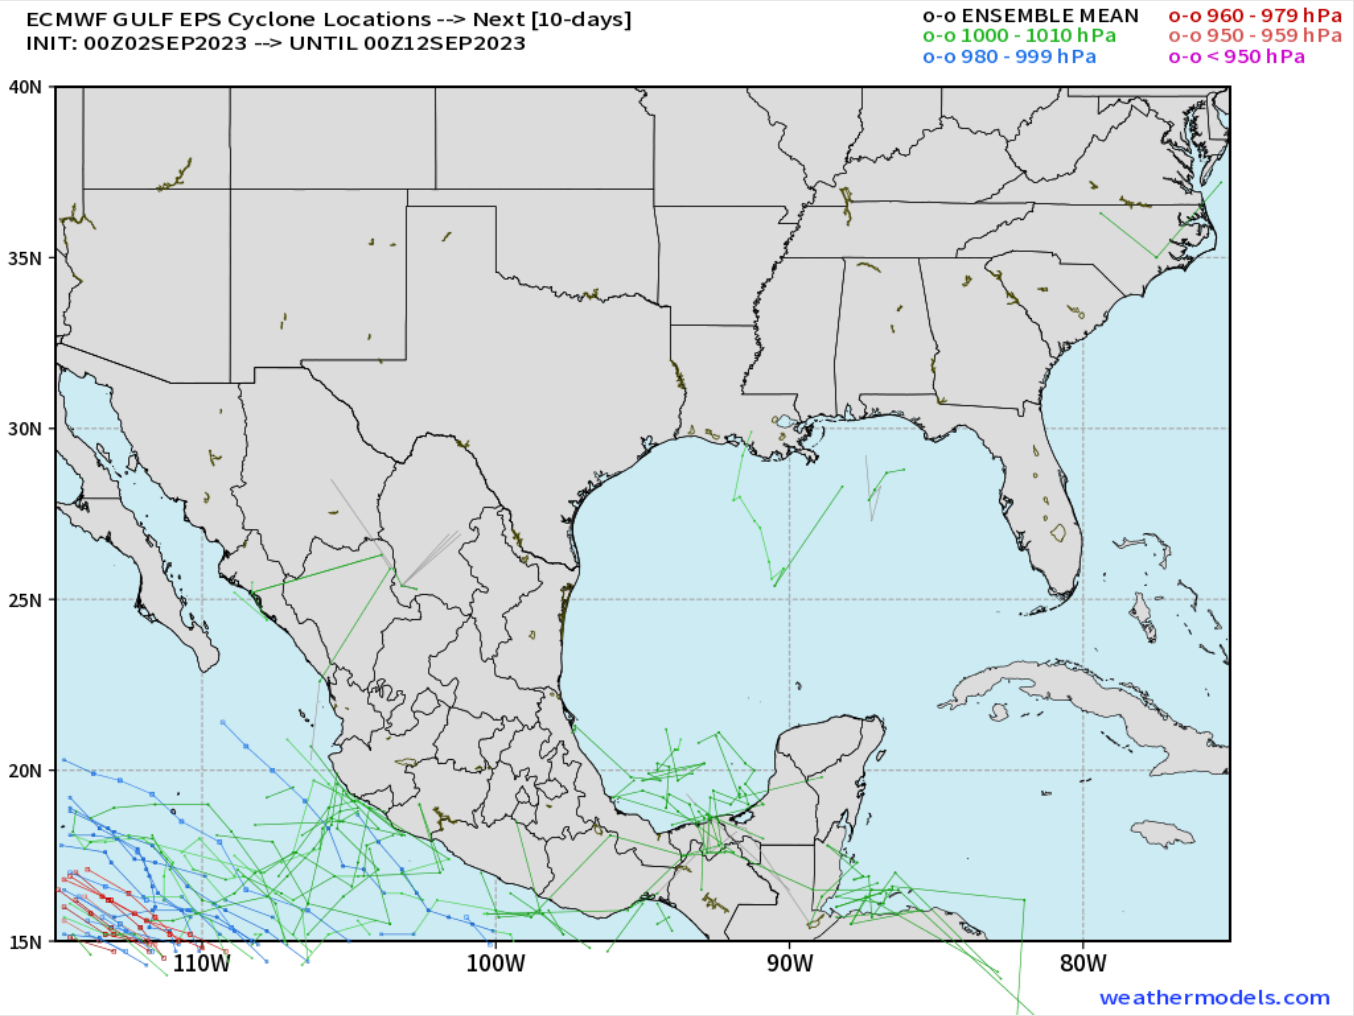 ECMWF GULF EPS Cyclone Locations --> Next [10-days]
INIT: 00Z02SEP2023 --> UNTIL 00Z12SEP2023
o-o ENSEMBLE MEAN
o-o 1000 - 1010 hPa
o-o 980 - 999 hPa
o-o 960 - 979 hPa
o-o 950 - 959 hPa
o-o < 950 hPa
40N
35N
30N
25N
20N
15N
110W
100W
90W
80W
weathermodels.com